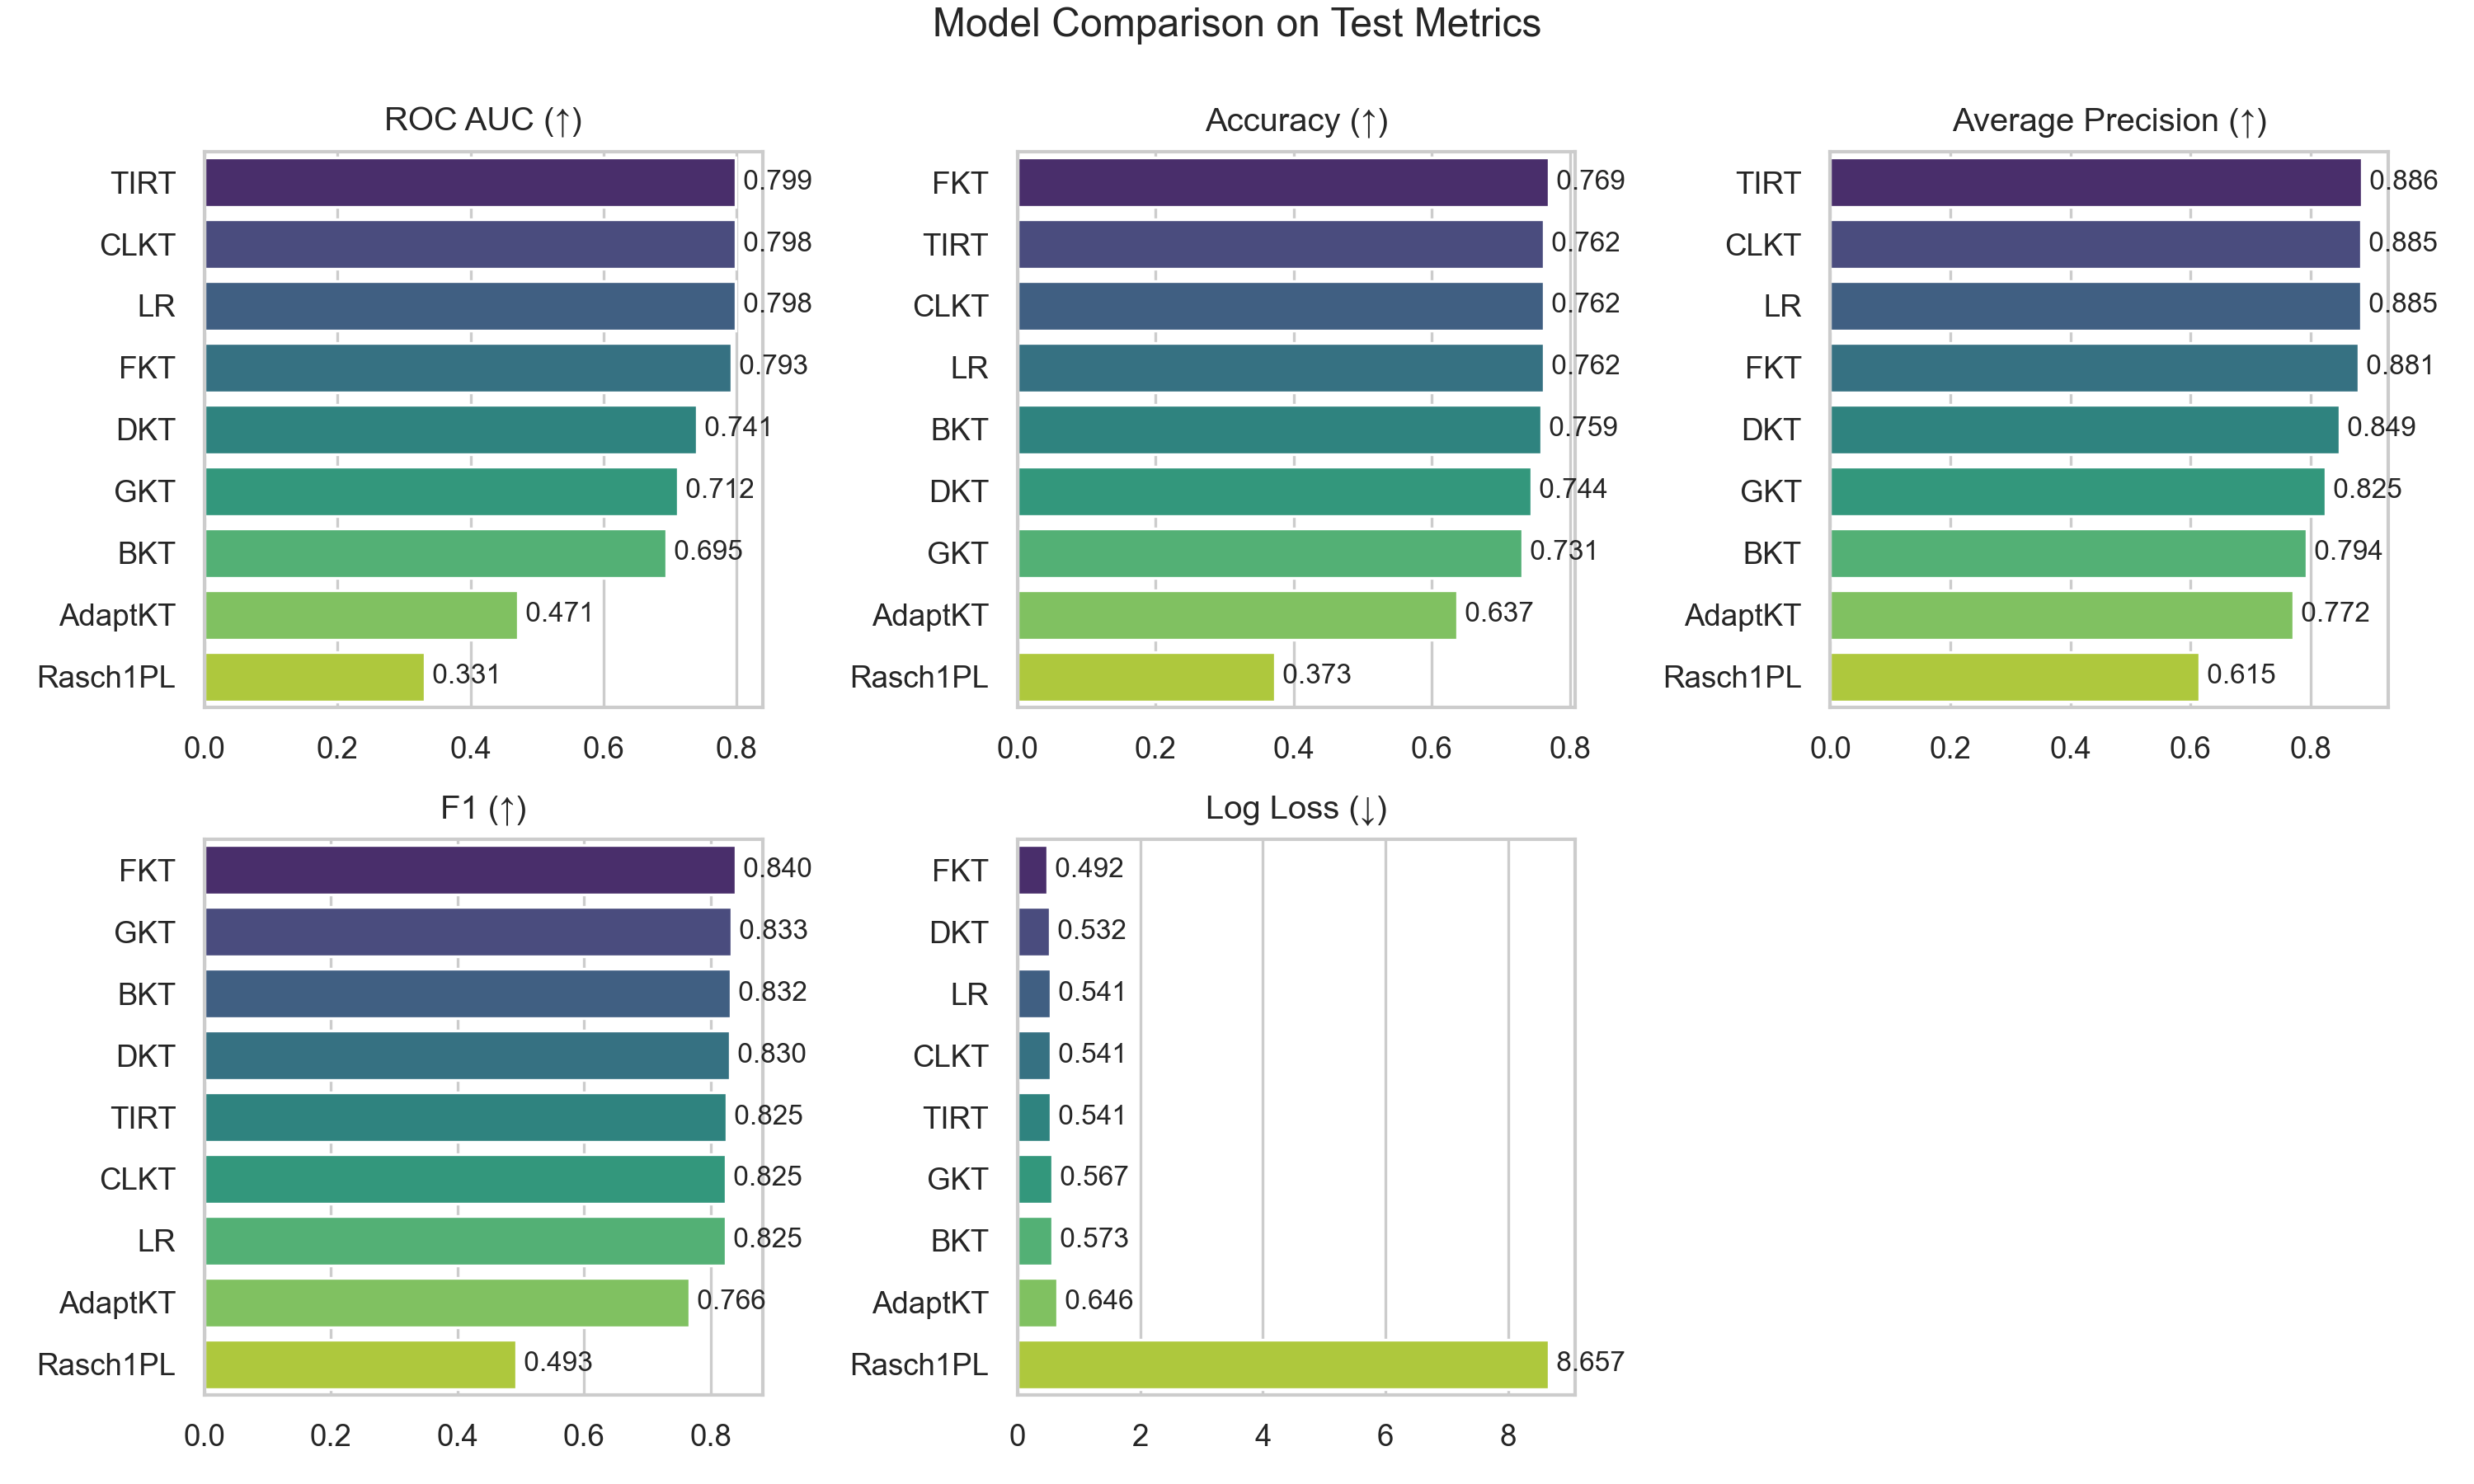 Model Comparison on Test Metrics
ROC AUC (↑)
TIRT 0.799
CLKT 0.798
LR 0.798
FKT 0.793
DKT 0.741
GKT 0.712
BKT 0.695
AdaptKT 0.471
Rasch1PL 0.331
0.0 0.2 0.4 0.6 0.8
Accuracy (↑)
FKT 0.769
TIRT 0.762
CLKT 0.762
LR 0.762
BKT 0.759
DKT 0.744
GKT 0.731
AdaptKT 0.637
Rasch1PL 0.373
0.0 0.2 0.4 0.6 0.8
Average Precision (↑)
TIRT 0.886
CLKT 0.885
LR 0.885
FKT 0.881
DKT 0.849
GKT 0.825
BKT 0.794
AdaptKT 0.772
Rasch1PL 0.615
0.0 0.2 0.4 0.6 0.8
F1 (↑)
FKT 0.840
GKT 0.833
BKT 0.832
DKT 0.830
TIRT 0.825
CLKT 0.825
LR 0.825
AdaptKT 0.766
Rasch1PL 0.493
0.0 0.2 0.4 0.6 0.8
Log Loss (↓)
FKT 0.492
DKT 0.532
LR 0.541
CLKT 0.541
TIRT 0.541
GKT 0.567
BKT 0.573
AdaptKT 0.646
Rasch1PL 8.657
0 2 4 6 8